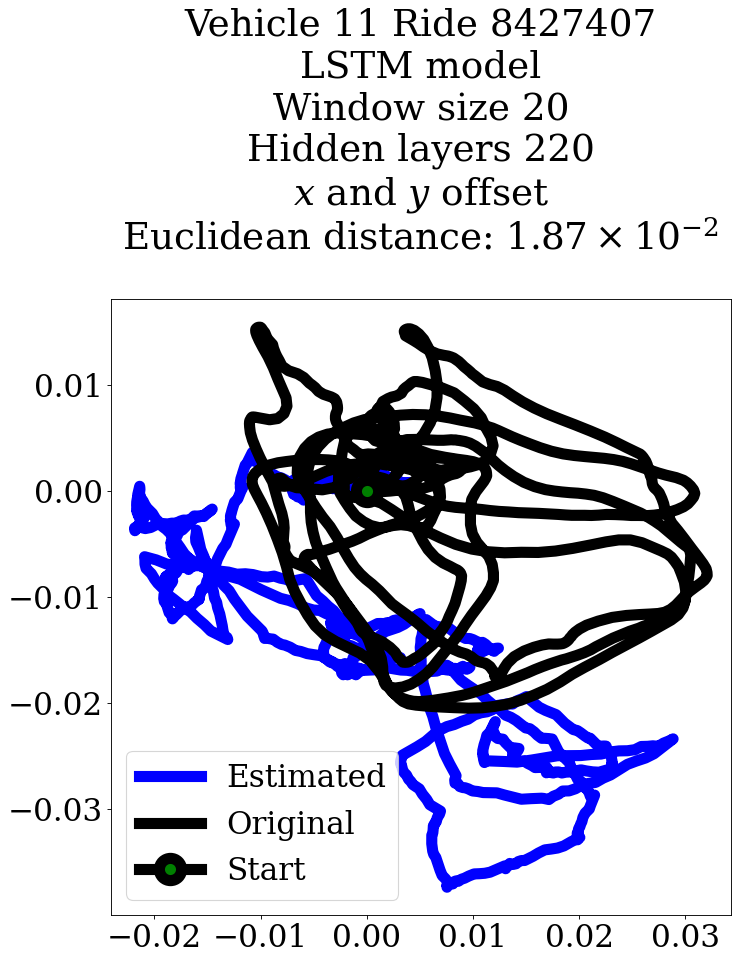 Vehicle 11 Ride 8427407
LSTM model
Window size 20
Hidden layers 220
x and y offset
Euclidean distance: 1.87 × 10⁻²
0.01
0.00
−0.01
−0.02
−0.03
Estimated
Original
Start
−0.02 −0.01 0.00 0.01 0.02 0.03